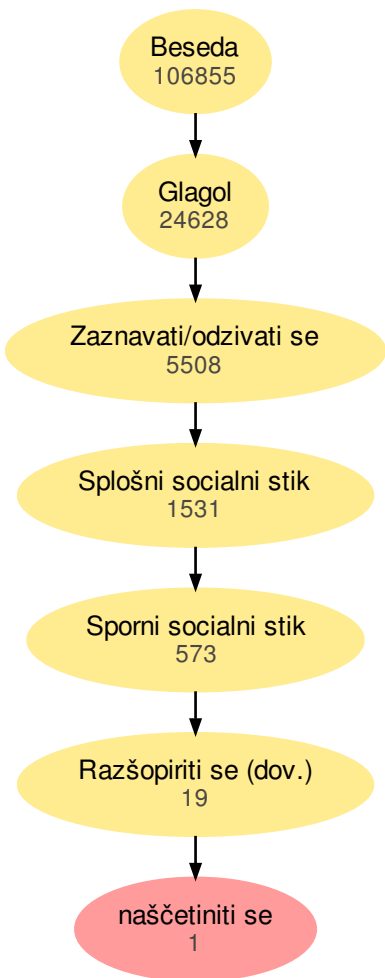 Beseda
106855
Glagol
24628
Zaznavati/odzivati se
5508
Splošni socialni stik
1531
Sporni socialni stik
573
Razšopiriti se (dov.)
19
naščetiniti se
1